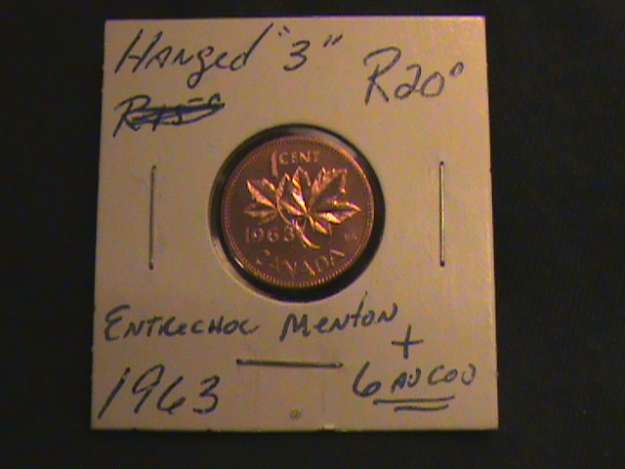 Hanged "3"
R20°
1 CENT
1963
CANADA
Entrechoc Menton
+
1963
6 AU COU